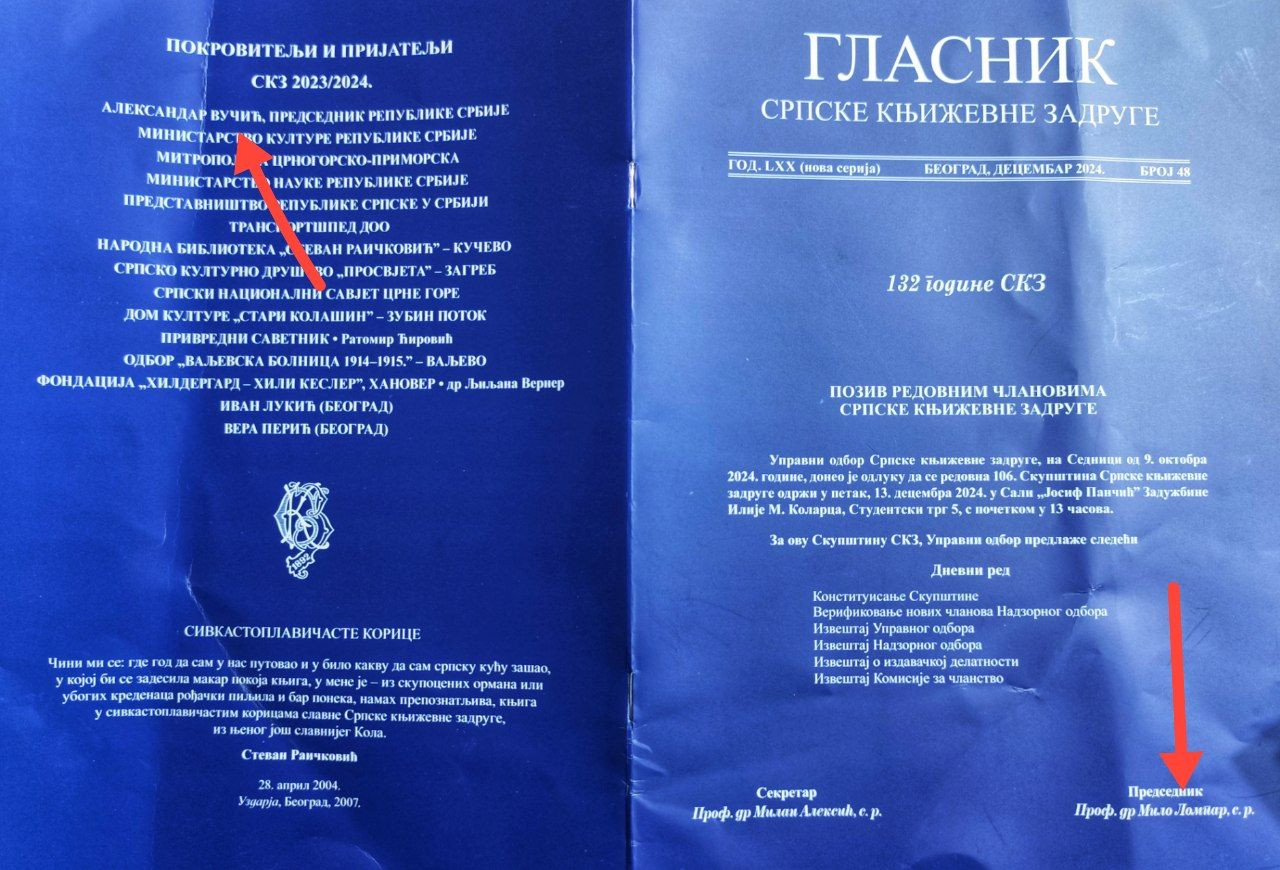 ПОКРОВИТЕЉИ И ПРИЈАТЕЉИ
СКЗ 2023/2024.
АЛЕКСАНДАР ВУЧИЋ, ПРЕДСЕДНИК РЕПУБЛИКЕ СРБИЈЕ
МИНИСТАРСТВО КУЛТУРЕ РЕПУБЛИКЕ СРБИЈЕ
МИТРОПОЛИЈА ЦРНОГОРСКО-ПРИМОРСКА
МИНИСТАРСТВО НАУКЕ РЕПУБЛИКЕ СРБИЈЕ
ПРЕДСТАВНИШТВО РЕПУБЛИКЕ СРПСКЕ У СРБИЈИ
ТРАНСПОРТШПЕД ДОО
НАРОДНА БИБЛИОТЕКА „СТЕВАН РАИЧКОВИЋ” – КУЧЕВО
СРПСКО КУЛТУРНО ДРУШТВО „ПРОСВЈЕТА” – ЗАГРЕБ
СРПСКИ НАЦИОНАЛНИ САВЈЕТ ЦРНЕ ГОРЕ
ДОМ КУЛТУРЕ „СТАРИ КОЛАШИН” – ЗУБИН ПОТОК
ПРИВРЕДНИ САВЕТНИК • Ратомир Ћировић
ОДБОР „ВАЉЕВСКА БОЛНИЦА 1914–1915.” – ВАЉЕВО
ФОНДАЦИЈА „ХИЛДЕРГАРД – ХИЛИ КЕСЛЕР”, ХАНОВЕР • др Љиљана Вернер
ИВАН ЛУКИЋ (БЕОГРАД)
ВЕРА ПЕРИЋ (БЕОГРАД)
1892
СИВКАСТОПЛАВИЧАСТЕ КОРИЦЕ
Чини ми се: где год да сам у нас путовао и у било какву да сам српску кућу зашао,
у којој би се задесила макар покоја књига, у мене је – из скупоцених ормана или
убогих креденаца рођачки пиљила и бар понека, намах препознатљива, књига
у сивкастоплавичастим корицама славне Српске књижевне задруге,
из њеног још славнијег Кола.
Стеван Раичковић
28. април 2004.
Уздарја, Београд, 2007.
ГЛАСНИК
СРПСКЕ КЊИЖЕВНЕ ЗАДРУГЕ
ГОД. LXX (нова серија) БЕОГРАД, ДЕЦЕМБАР 2024. БРОЈ 48
132 године СКЗ
ПОЗИВ РЕДОВНИМ ЧЛАНОВИМА
СРПСКЕ КЊИЖЕВНЕ ЗАДРУГЕ
Управни одбор Српске књижевне задруге, на Седници од 9. октобра
2024. године, донео је одлуку да се редовна 106. Скупштина Српске књижевне
задруге одржи у петак, 13. децембра 2024. у Сали „Јосиф Панчић” Задужбине
Илије М. Коларца, Студентски трг 5, с почетком у 13 часова.
За ову Скупштину СКЗ, Управни одбор предлаже следећи
Дневни ред
Конституисање Скупштине
Верификовање нових чланова Надзорног одбора
Извештај Управног одбора
Извештај Надзорног одбора
Извештај о издавачкој делатности
Извештај Комисије за чланство
Секретар
Проф. др Милан Алексић, с. р.
Председник
Проф. др Мило Ломпар, с. р.